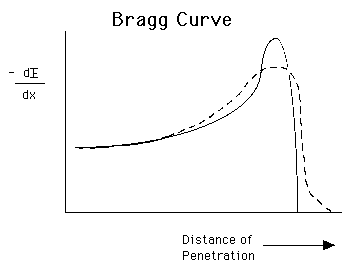 Bragg Curve
- dE
dx
Distance of
Penetration